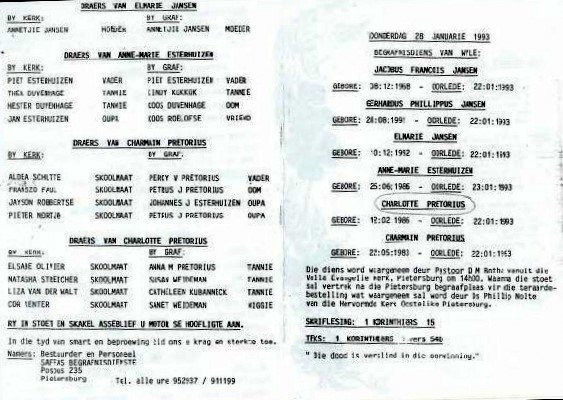 DRAERS VAN ELMARIE JANSEN
BY KERK: BY GRAF:
ANNETJIE JANSEN MOEDER ANNETJIE JANSEN MOEDER
DRAERS VAN ANNE-MARIE ESTERHUIZEN
BY KERK: BY GRAF:
PIET ESTERHUIZEN VADER PIET ESTERHUIZEN VADER
THEA DUVENHAGE TANNIE CINDY KOEKUK TANNIE
HESTER DUVENHAGE TANNIE KOOS DUVENHAGE OOM
JAN ESTERHUIZEN OUPA KOOS ROELOFSE VRIEND
DRAERS VAN CHARMAIN PRETORIUS
BY KERK: BY GRAF:
ALDEA SCHUTTE SKOOLMAAT PERCY V PRETORIUS VADER
PAUL SKOOLMAAT PETRUS J PRETORIUS OOM
JAYSON ROBBERTSE SKOOLMAAT JOHANNES J ESTERHUIZEN OUPA
PIETER NORTJE SKOOLMAAT PETRUS J PRETORIUS OUPA
DRAERS VAN CHARLOTTE PRETORIUS
BY KERK: BY GRAF:
ELSABE OLIVIER SKOOLMAAT ANNA M PRETORIUS TANNIE
NATASHA STREICHER SKOOLMAAT SUSAN WEIDEMAN TANNIE
LIZA VAN DER WALT SKOOLMAAT CATHLEEN KUBANNECK TANNIE
COR VENTER SKOOLMAAT SANET WEIDEMAN NIGGIE
RY IN STOET EN SKAKEL ASSEBLIEF U MOTOR SE HOOFLIGTE AAN.
In die tyd van smart en beproewing bid ons u krag en sterkte toe.
Namens: Bestuurder en Personeel
SAFFAS BEGRAFNISDIENSTE
Posbus 235
Pietersburg Tel. alle ure 952937 / 911199
DONDERDAG 28 JANUARIE 1993
BEGRAFNISDIENS VAN WYLE:
JACOBUS FRANCOIS JANSEN
GEBORE: 08:12:1968 - OORLEDE: 22:01:1993
GERHARDUS PHILLIPPUS JANSEN
GEBORE: 28:08:1991 - OORLEDE: 22:01:1993
ELMARIE JANSEN
GEBORE: 10:12:1992 - OORLEDE: 22:01:1993
ANNE-MARIE ESTERHUIZEN
GEBORE: 25:06:1986 - OORLEDE: 23:01:1993
CHARLOTTE PRETORIUS
GEBORE: 12:02 1986 - OORLEDE: 22:01:1993
CHARMAIN PRETORIUS
GEBORE: 22:05:1983 - OORLEDE: 22:01:1993
Die diens word waargeneem deur Pastoor D M Botha vanuit die
Volle Evangelie Kerk, Pietersburg om 14h00. Waarna die stoet
sal vertrek na die Pietersburg begraafplaas vir die teraarde-
bestelling wat waargeneem sal word deur Ds Phillip Nolte
van die Hervormde Kerk Oostelike Pietersburg.
SKRIFLESING: 1 KORINTHIERS 15
TEKS: 1 KORINTHIERS : vers 54b
" Die dood is verslind in die oorwinning."